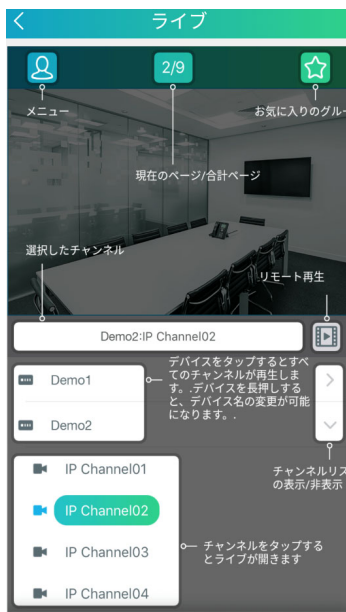 ライブ
2/9
メニュー
お気に入りのグルー
現在のページ/合計ページ
選択したチャンネル
リモート再生
Demo2:IP Channel02
Demo1
デバイスをタップするとすべ
てのチャンネルが再生しま
す。.デバイスを長押しする
と、デバイス名の変更が可能
になります。.
Demo2
チャンネルリス
の表示/非表示
IP Channel01
IP Channel02
IP Channel03
チャンネルをタップする
とライブが開きます
IP Channel04